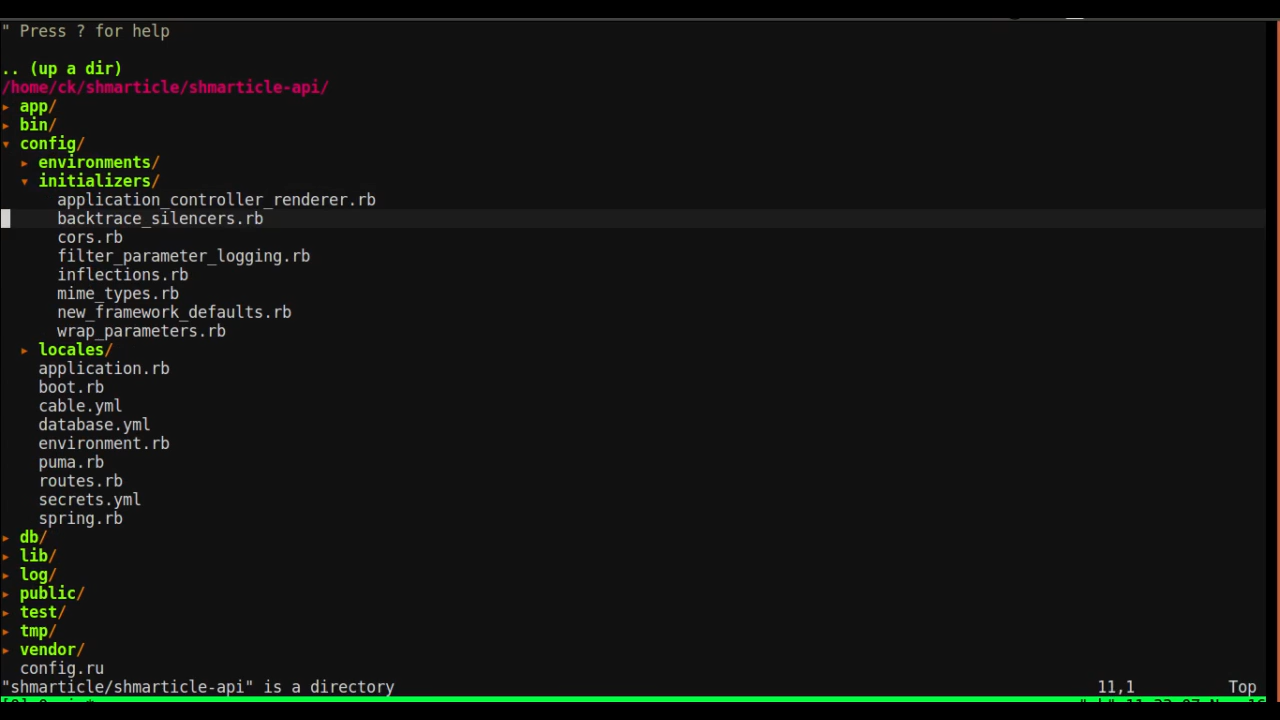 " Press ? for help
.. (up a dir)
/home/ck/shmarticle/shmarticle-api/
▸ app/
▸ bin/
▾ config/
▸ environments/
▾ initializers/
application_controller_renderer.rb
backtrace_silencers.rb
cors.rb
filter_parameter_logging.rb
inflections.rb
mime_types.rb
new_framework_defaults.rb
wrap_parameters.rb
▸ locales/
application.rb
boot.rb
cable.yml
database.yml
environment.rb
puma.rb
routes.rb
secrets.yml
spring.rb
▸ db/
▸ lib/
▸ log/
▸ public/
▸ test/
▸ tmp/
▸ vendor/
config.ru
"shmarticle/shmarticle-api" is a directory 11,1 Top